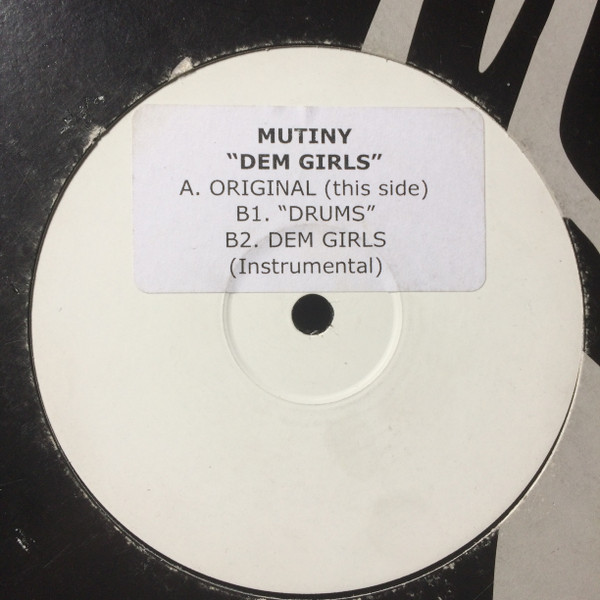 MUTINY
“DEM GIRLS”
A. ORIGINAL (this side)
B1. “DRUMS”
B2. DEM GIRLS
(Instrumental)